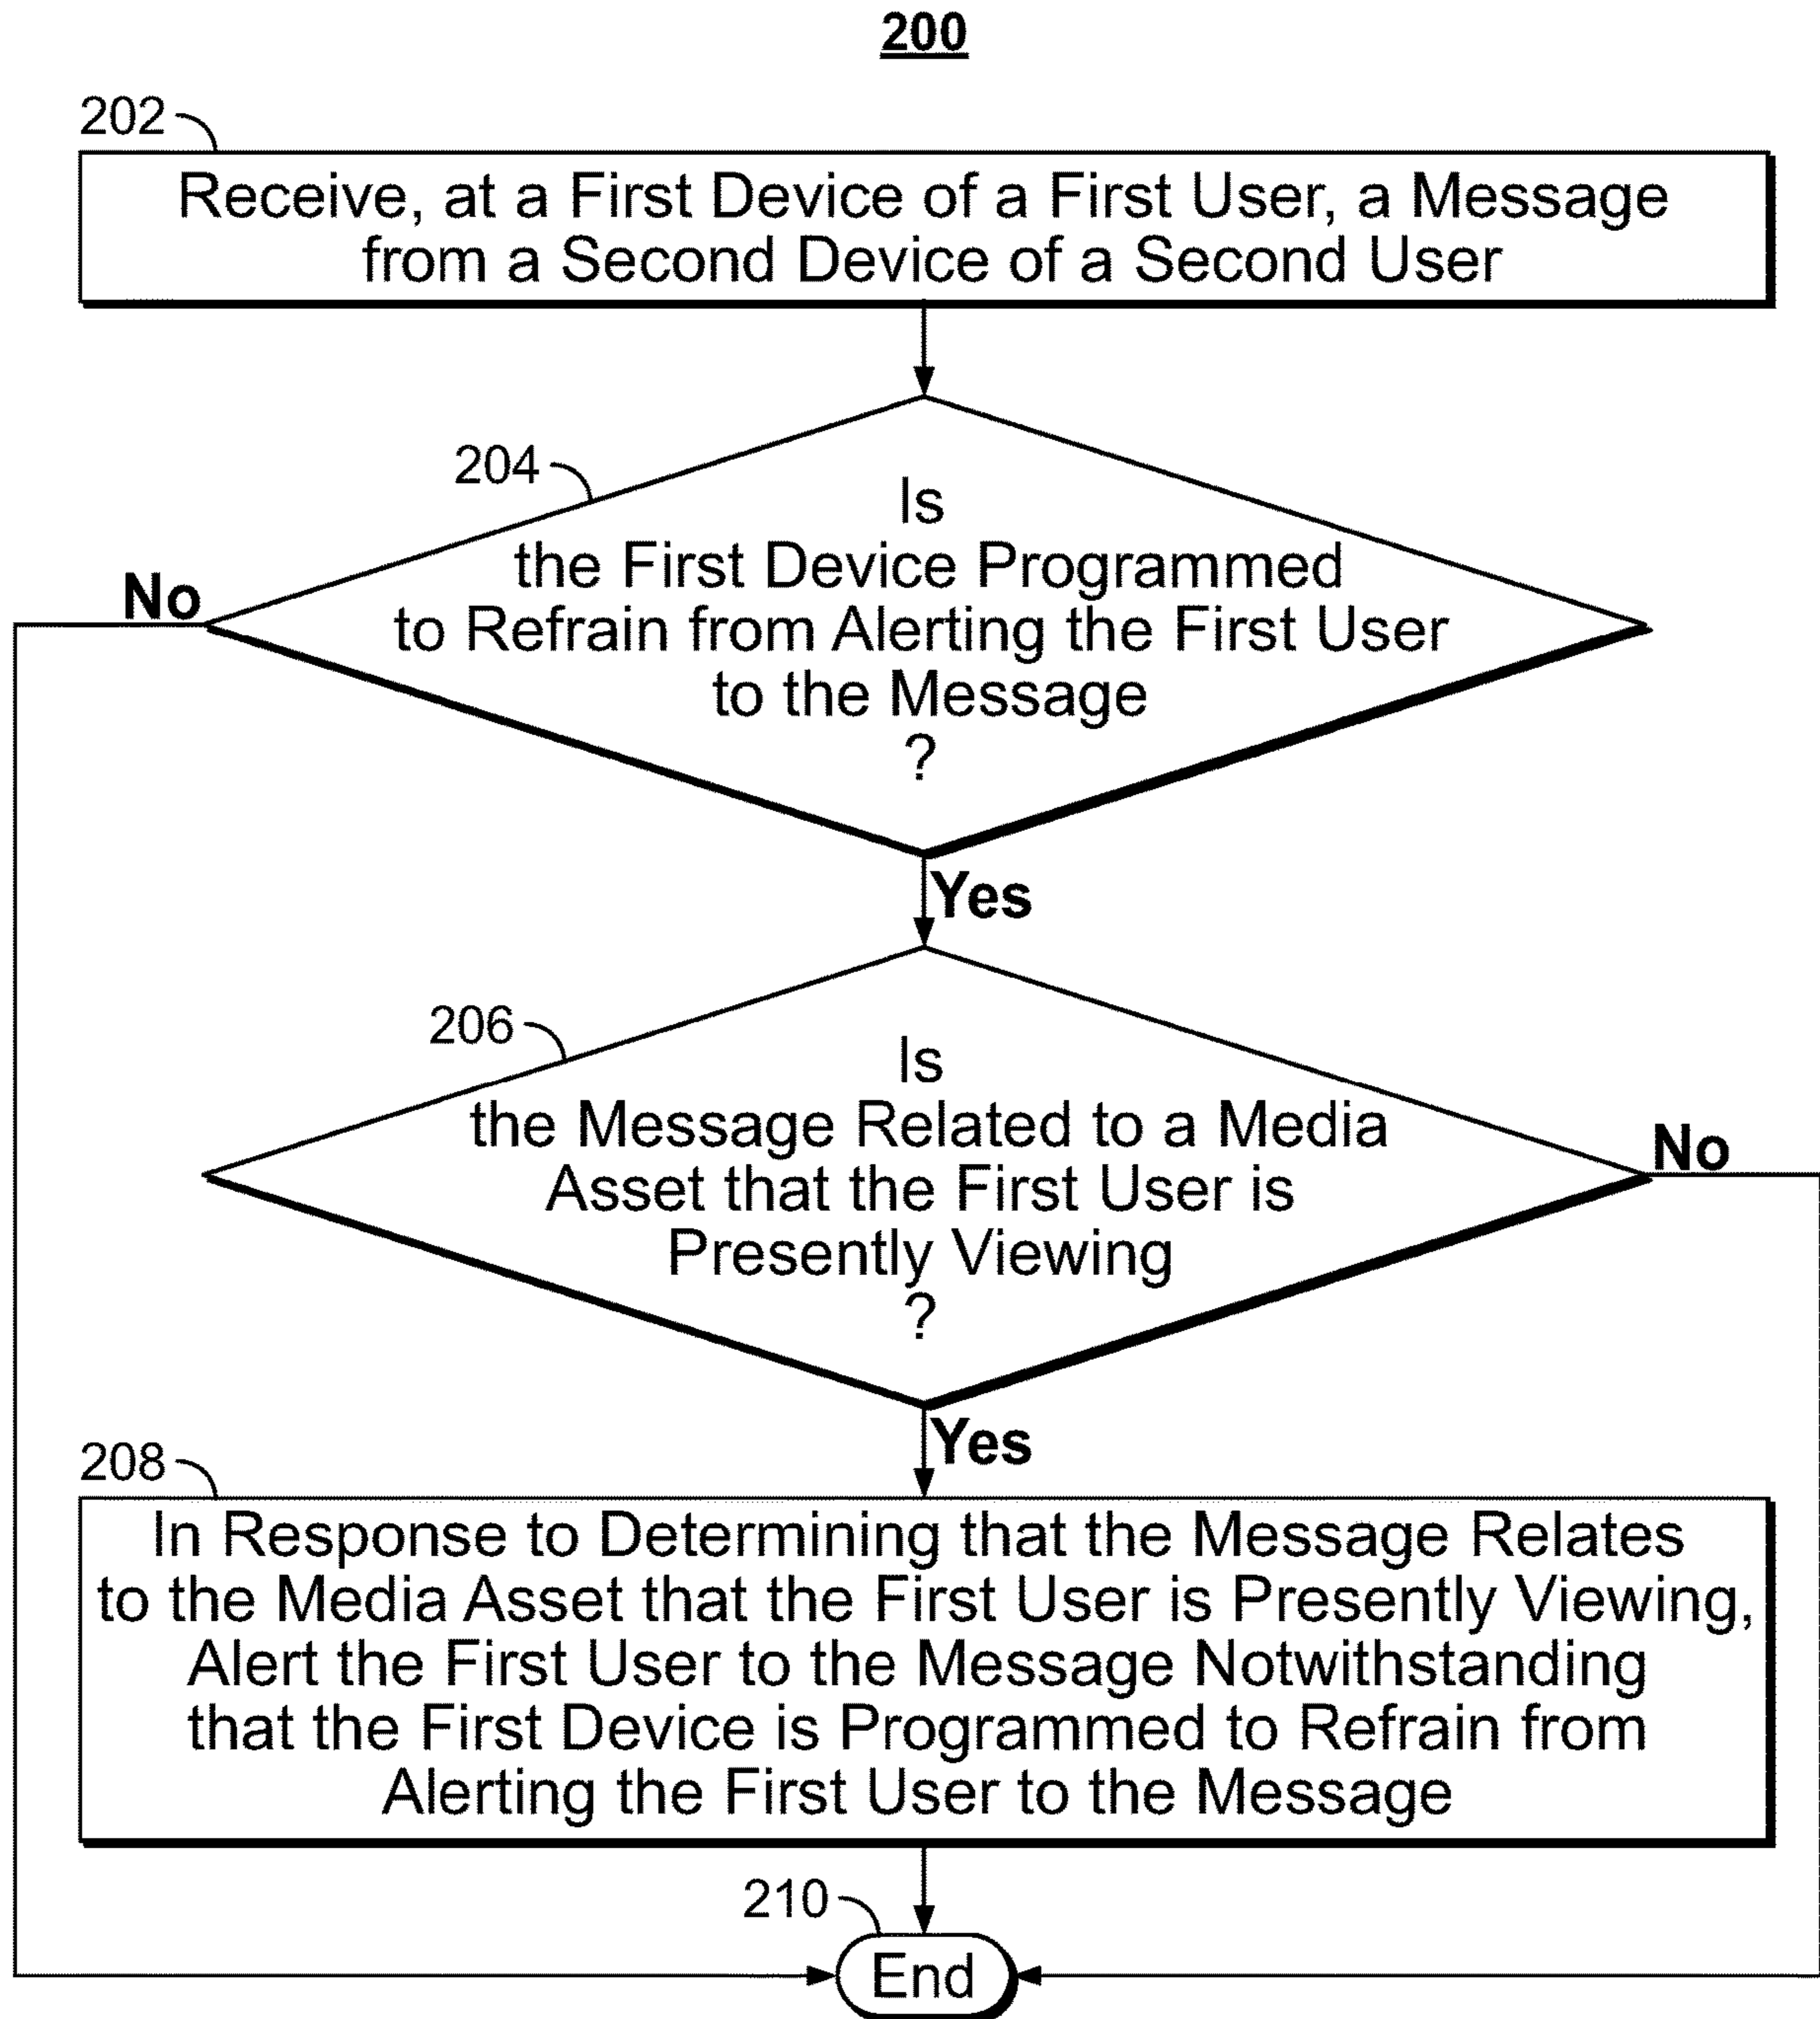 200
202
Receive, at a First Device of a First User, a Message
from a Second Device of a Second User
204
Is
the First Device Programmed
to Refrain from Alerting the First User
to the Message
?
No
Yes
206
Is
the Message Related to a Media
Asset that the First User is
Presently Viewing
?
No
Yes
208
In Response to Determining that the Message Relates
to the Media Asset that the First User is Presently Viewing,
Alert the First User to the Message Notwithstanding
that the First Device is Programmed to Refrain from
Alerting the First User to the Message
210
End